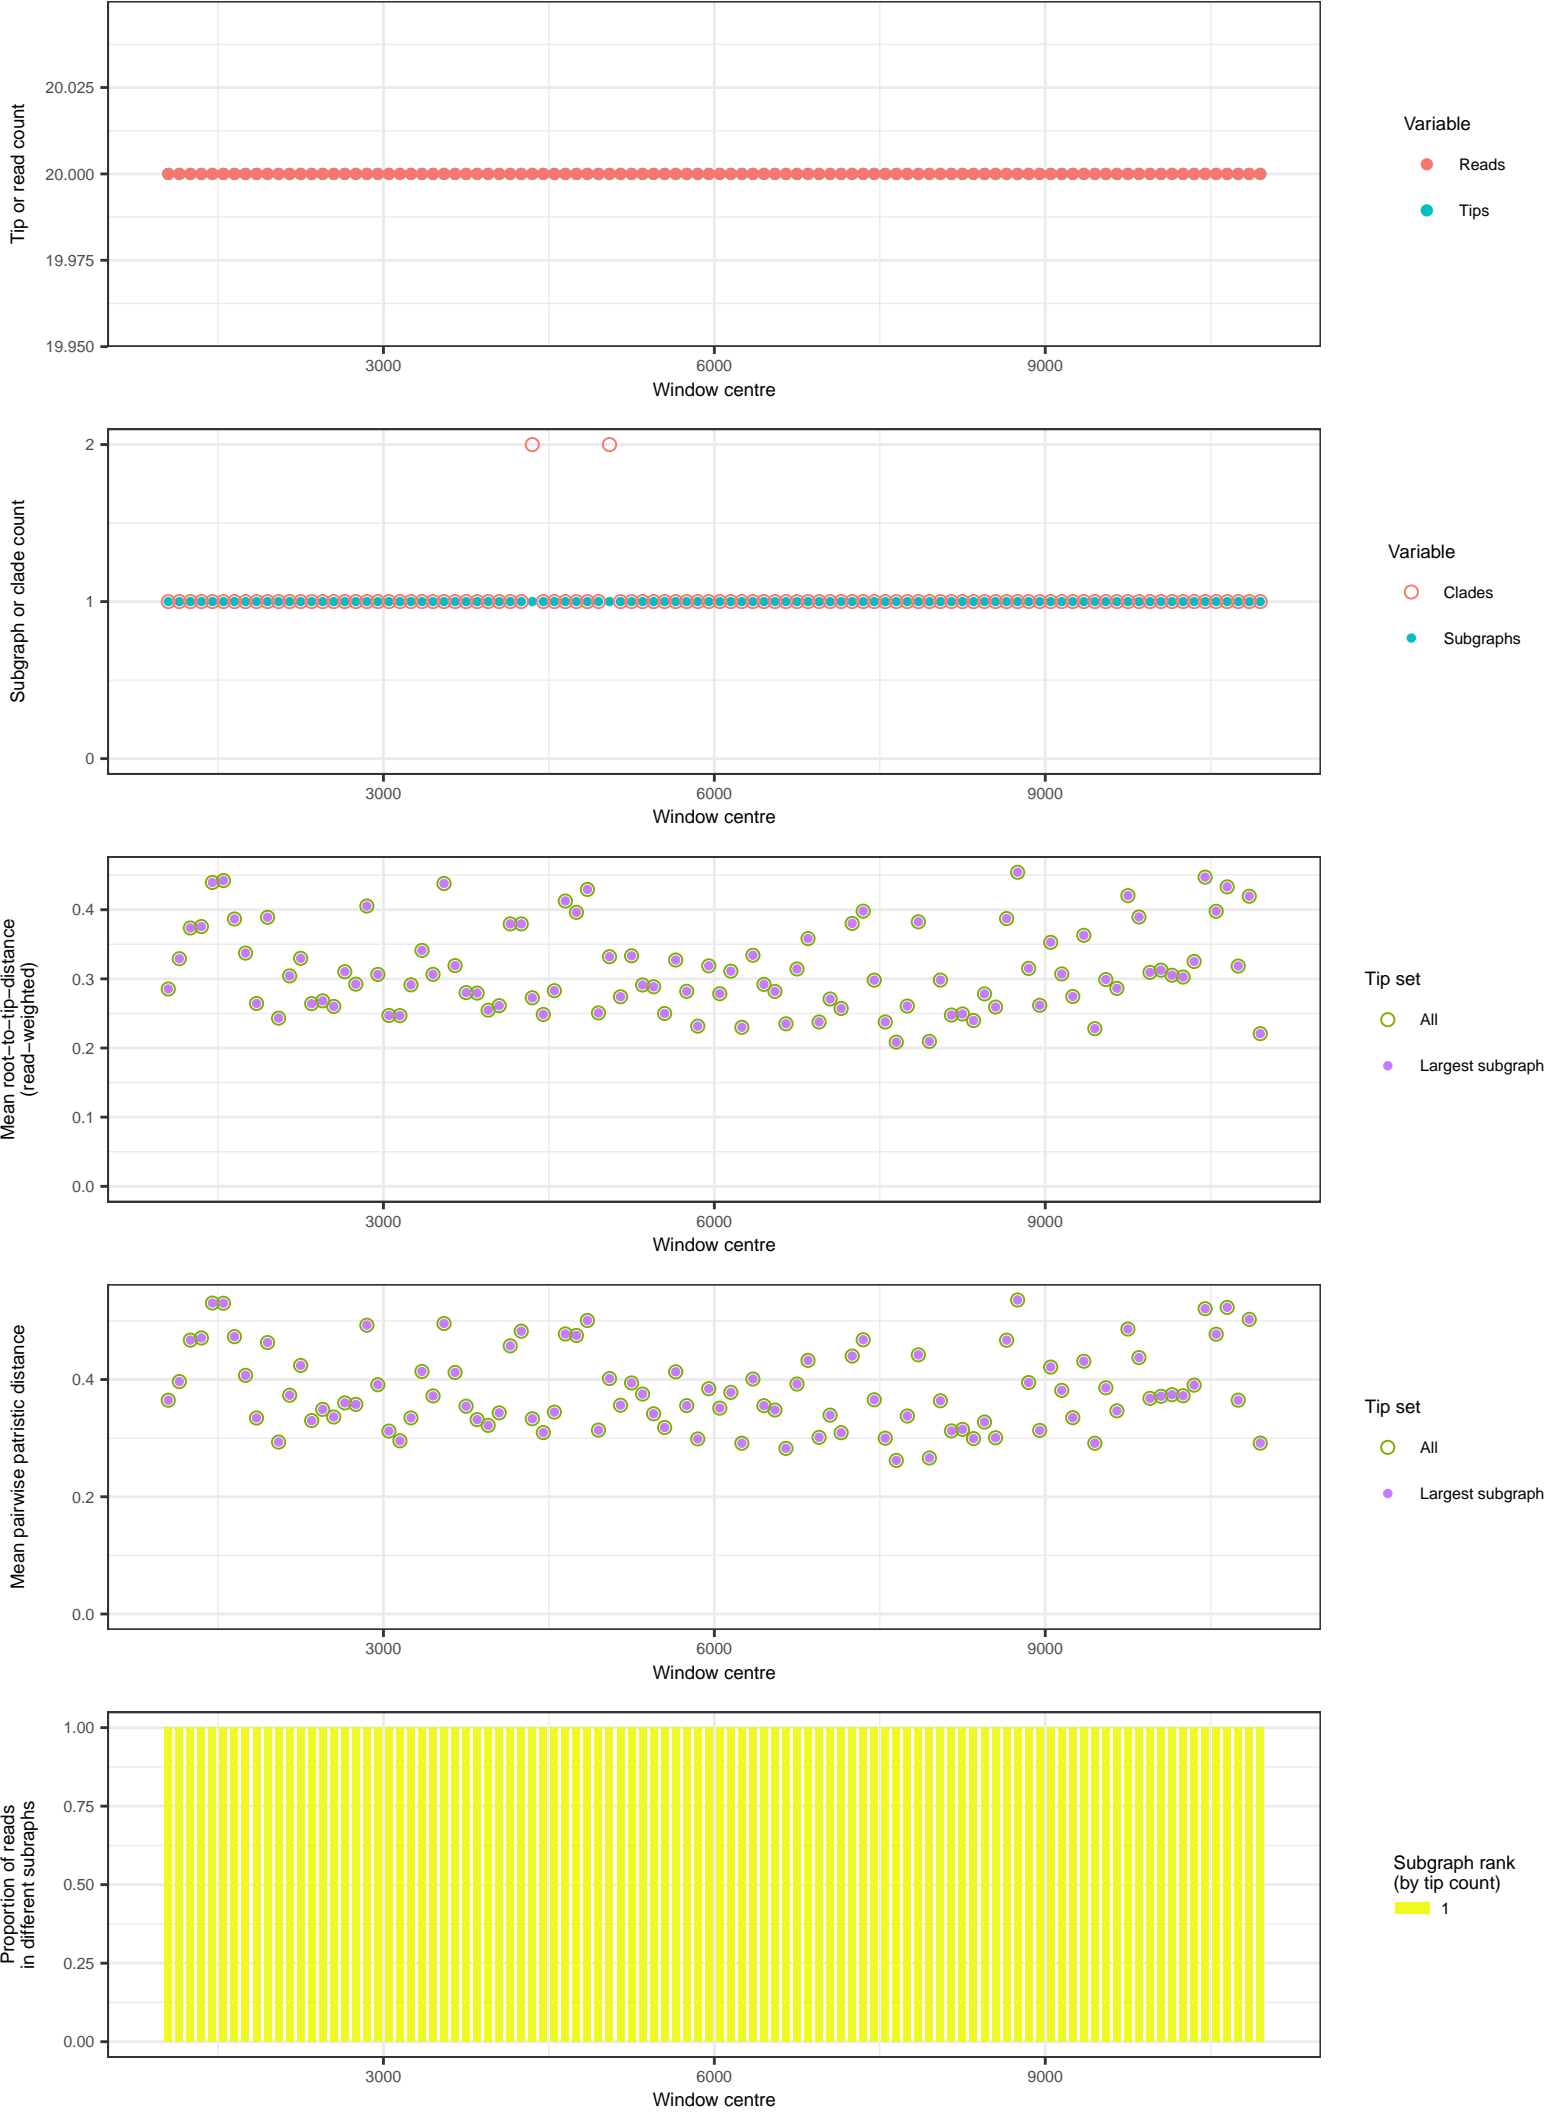 Tip or read count
20.025
20.000
19.975
19.950
3000
6000
9000
Window centre
Variable
Reads
Tips
Subgraph or clade count
2
1
0
3000
6000
9000
Window centre
Variable
Clades
Subgraphs
Mean root−to−tip−distance
(read−weighted)
0.4
0.3
0.2
0.1
0.0
3000
6000
9000
Window centre
Tip set
All
Largest subgraph
Mean pairwise patristic distance
0.4
0.2
0.0
3000
6000
9000
Window centre
Tip set
All
Largest subgraph
Proportion of reads
in different subraphs
1.00
0.75
0.50
0.25
0.00
3000
6000
9000
Window centre
Subgraph rank
(by tip count)
1